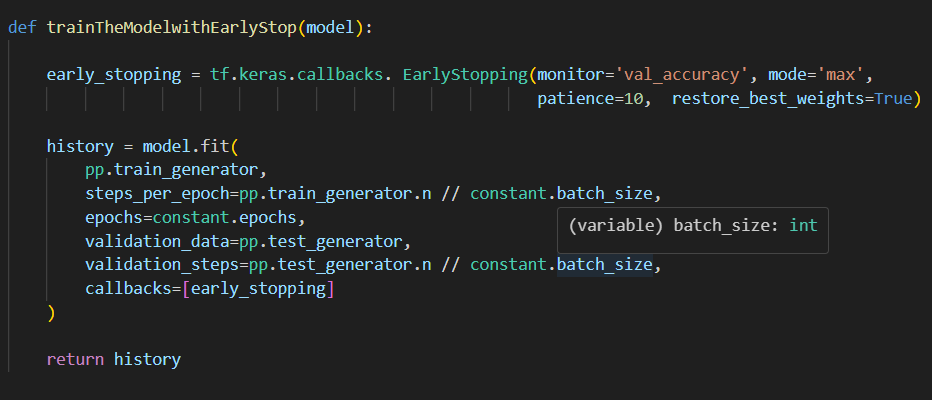 def trainTheModelwithEarlyStop(model):
early_stopping = tf.keras.callbacks. EarlyStopping(monitor='val_accuracy', mode='max',
patience=10,  restore_best_weights=True)
history = model.fit(
pp.train_generator,
steps_per_epoch=pp.train_generator.n // constant.batch_size,
epochs=constant.epochs,
(variable) batch_size: int
validation_data=pp.test_generator,
validation_steps=pp.test_generator.n // constant.batch_size,
callbacks=[early_stopping]
)
return history